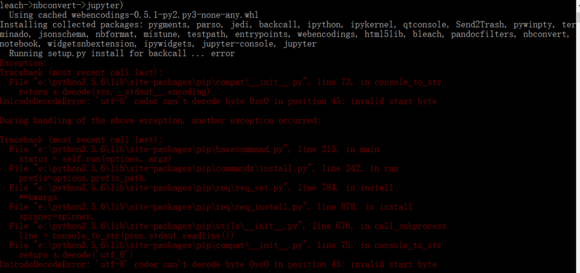 leach->nbconvert->jupyter)
Using cached webencodings-0.5.1-py2.py3-none-any.whl
Installing collected packages: pygments, parso, jedi, backcall, ipython, ipykernel, qtconsole, Send2Trash, pywinpty, ter
minado, jsonschema, nbformat, mistune, testpath, entrypoints, webencodings, html5lib, bleach, pandocfilters, nbconvert,
notebook, widgetsnbextension, ipywidgets, jupyter-console, jupyter
Running setup.py install for backcall ... error
Exception:
Traceback (most recent call last):
File "e:\python3.5.6\lib\site-packages\pip\compat\__init__.py", line 73, in console_to_str
return s.decode(sys.__stdout__.encoding)
UnicodeDecodeError: 'utf-8' codec can't decode byte 0xc0 in position 45: invalid start byte
During handling of the above exception, another exception occurred:
Traceback (most recent call last):
File "e:\python3.5.6\lib\site-packages\pip\basecommand.py", line 215, in main
status = self.run(options, args)
File "e:\python3.5.6\lib\site-packages\pip\commands\install.py", line 342, in run
prefix=options.prefix_path,
File "e:\python3.5.6\lib\site-packages\pip\req\req_set.py", line 784, in install
**kwargs
File "e:\python3.5.6\lib\site-packages\pip\req\req_install.py", line 878, in install
spinner=spinner,
File "e:\python3.5.6\lib\site-packages\pip\utils\__init__.py", line 676, in call_subprocess
line = console_to_str(proc.stdout.readline())
File "e:\python3.5.6\lib\site-packages\pip\compat\__init__.py", line 75, in console_to_str
return s.decode('utf_8')
UnicodeDecodeError: 'utf-8' codec can't decode byte 0xc0 in position 45: invalid start byte